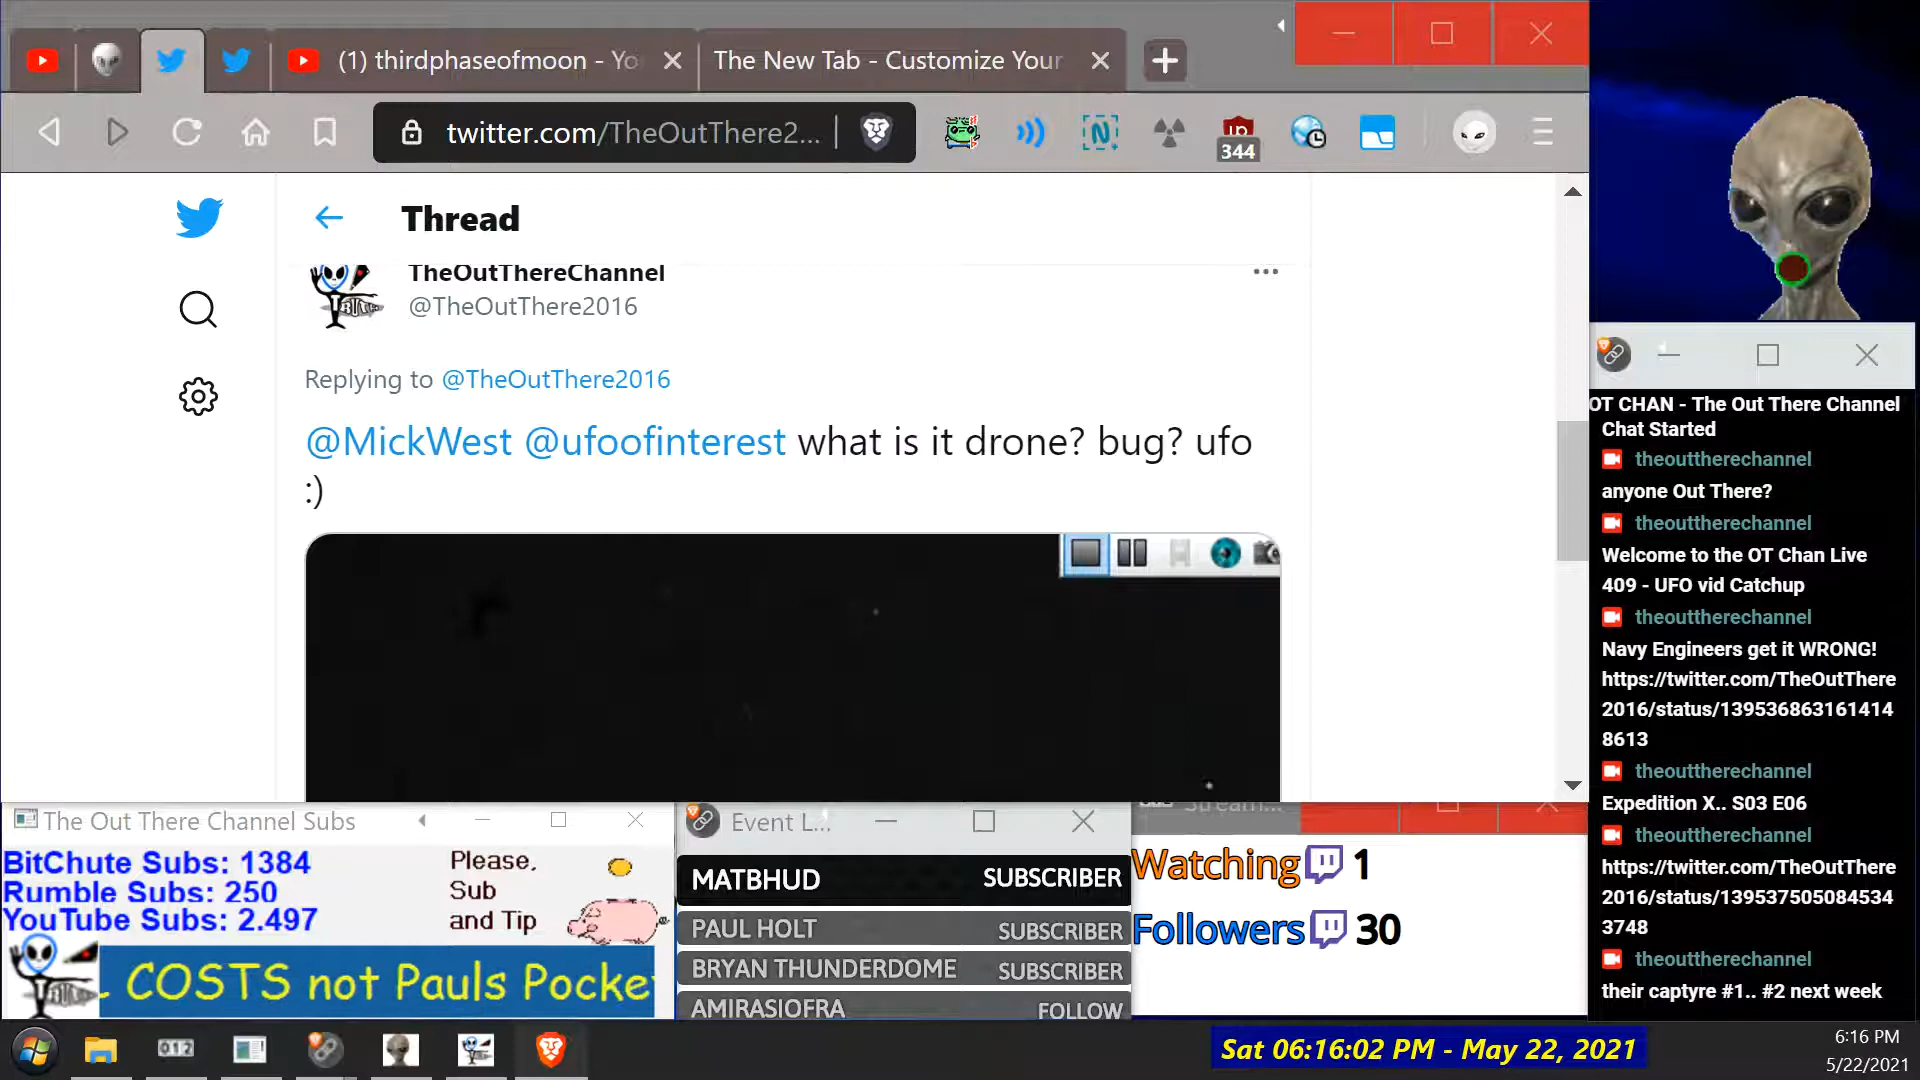 (1) thirdphaseofmoon - Yo
The New Tab - Customize Your
twitter.com/TheOutThere2...
344
Thread
TheOutThereChannel
@TheOutThere2016
Replying to @TheOutThere2016
@MickWest @ufoofinterest what is it drone? bug? ufo
:)
OT CHAN - The Out There Channel
Chat Started
theouttherechannel
anyone Out There?
theouttherechannel
Welcome to the OT Chan Live
409 - UFO vid Catchup
theouttherechannel
Navy Engineers get it WRONG!
https://twitter.com/TheOutThere
2016/status/139536863161414
8613
theouttherechannel
Expedition X.. S03 E06
theouttherechannel
https://twitter.com/TheOutThere
2016/status/139537505084534
3748
theouttherechannel
their captyre #1.. #2 next week
The Out There Channel Subs
BitChute Subs: 1384
Rumble Subs: 250
YouTube Subs: 2.497
Please,
Sub
and Tip
COSTS not Pauls Pocke
Event L...
MATBHUD SUBSCRIBER
PAUL HOLT SUBSCRIBER
BRYAN THUNDERDOME SUBSCRIBER
AMIRASIOFRA FOLLOW
Watching 1
Followers 30
012
Sat 06:16:02 PM - May 22, 2021
6:16 PM
5/22/2021